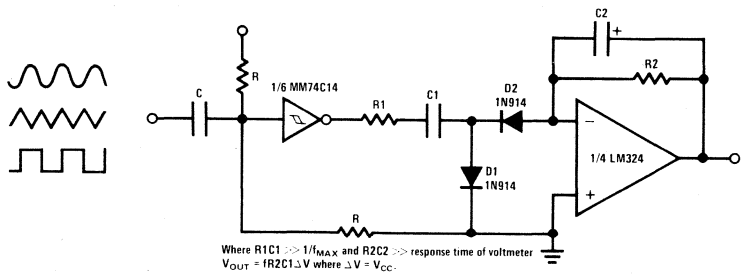 C2
+
R2
R
1/6 MM74C14
C
R1
C1
D2
1N914
−
1/4 LM324
D1
1N914
+
R
Where R1C1 >> 1/fMAX and R2C2 >> response time of voltmeter
VOUT = fR2C1ΔV where ΔV = VCC.